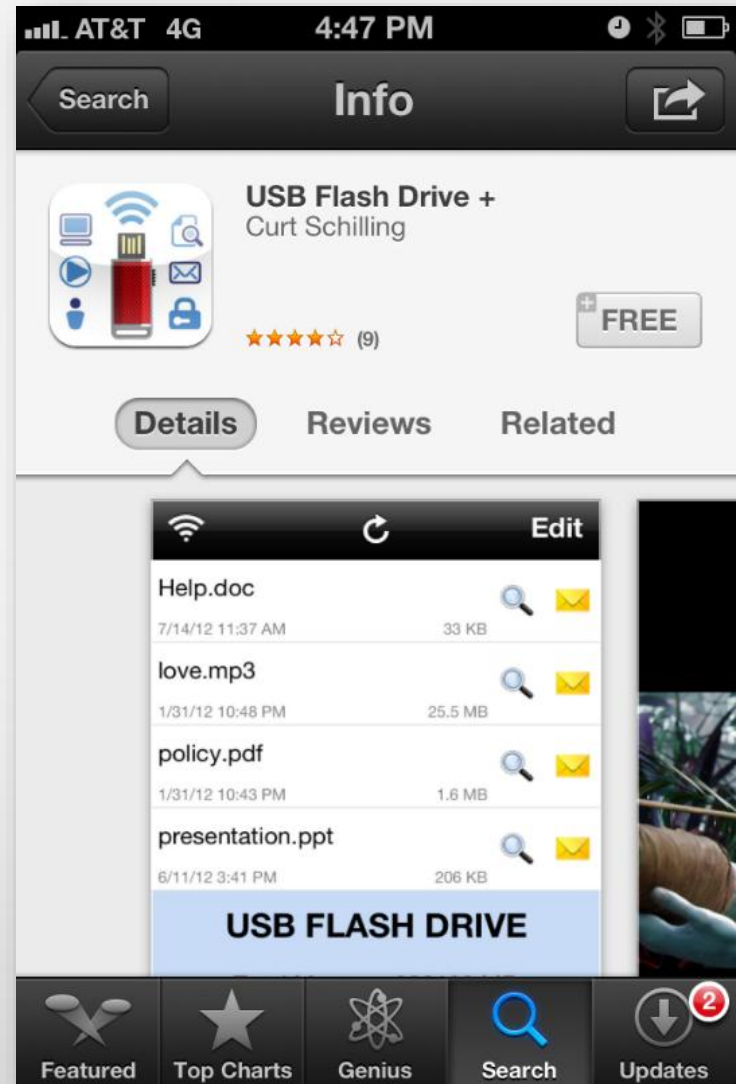 AT&T 4G 4:47 PM
Search Info
USB Flash Drive +
Curt Schilling
(9)
FREE
Details Reviews Related
Edit
Help.doc
7/14/12 11:37 AM 33 KB
love.mp3
1/31/12 10:48 PM 25.5 MB
policy.pdf
1/31/12 10:43 PM 1.6 MB
presentation.ppt
6/11/12 3:41 PM 206 KB
USB FLASH DRIVE
2
Featured Top Charts Genius Search Updates